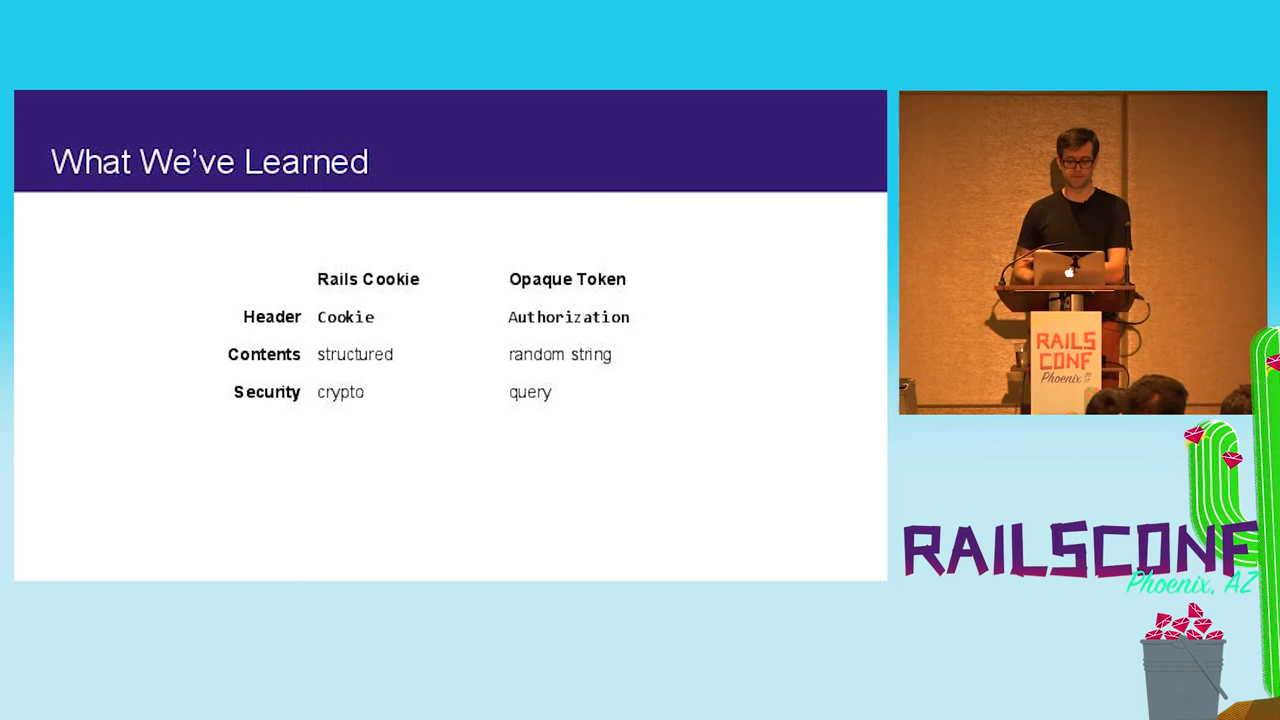 What We've Learned
Rails Cookie Opaque Token
Header Cookie Authorization
Contents structured random string
Security crypto query
RAILS
CONF
Phoenix 2017
RAILSCONF
Phoenix, AZ